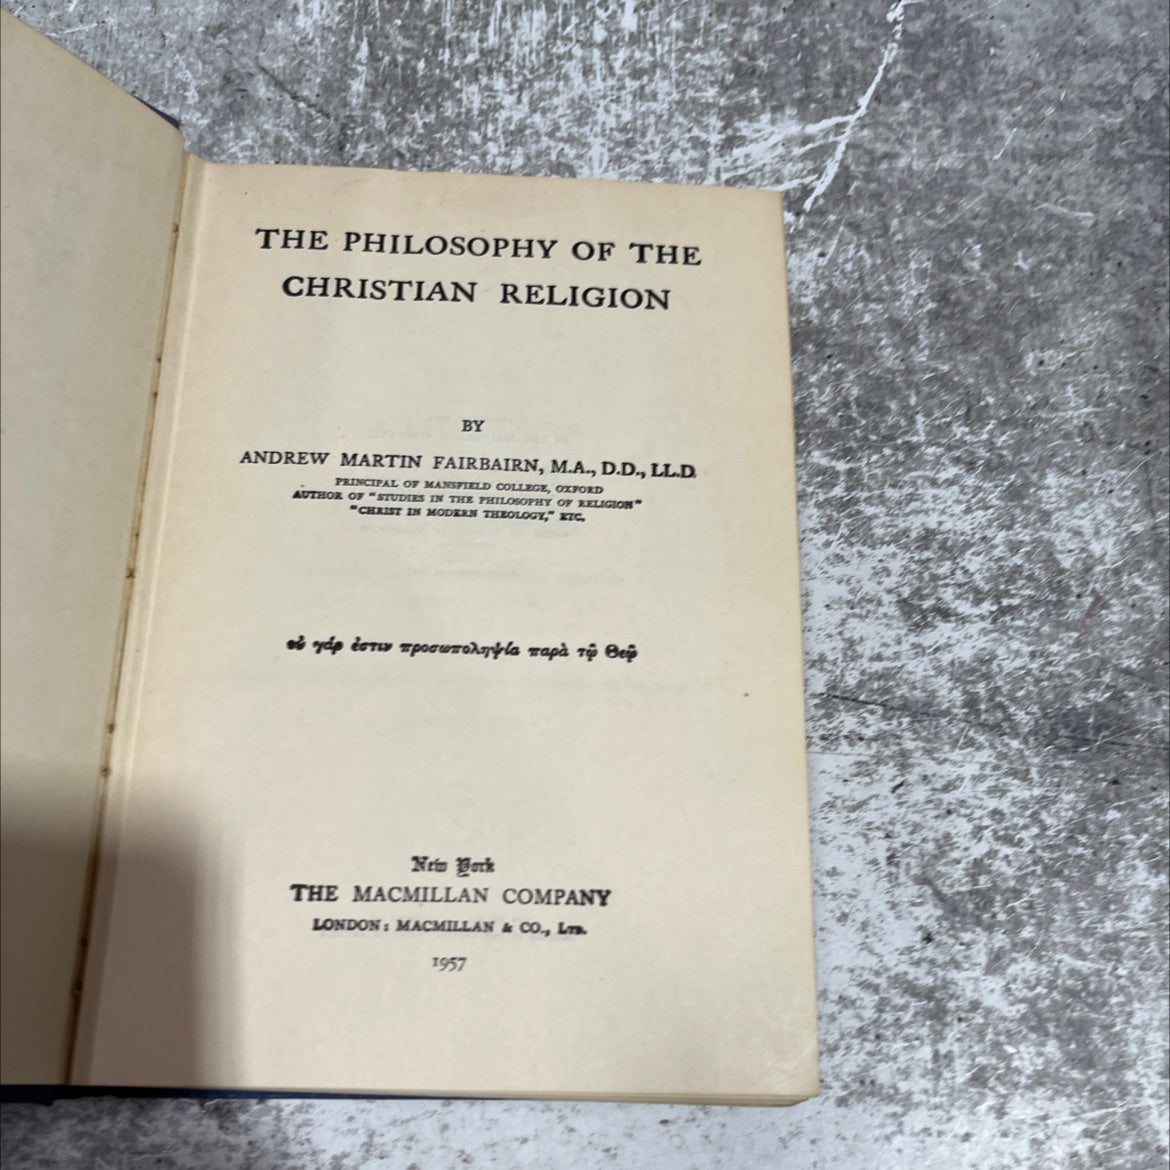 THE PHILOSOPHY OF THE
CHRISTIAN RELIGION
BY
ANDREW MARTIN FAIRBAIRN, M.A., D.D., LL.D.
PRINCIPAL OF MANSFIELD COLLEGE, OXFORD
AUTHOR OF "STUDIES IN THE PHILOSOPHY OF RELIGION"
"CHRIST IN MODERN THEOLOGY," ETC.
οὐ γάρ ἐστιν προσωποληψία παρὰ τῷ Θεῷ
New York
THE MACMILLAN COMPANY
LONDON: MACMILLAN & CO., LTD.
1957